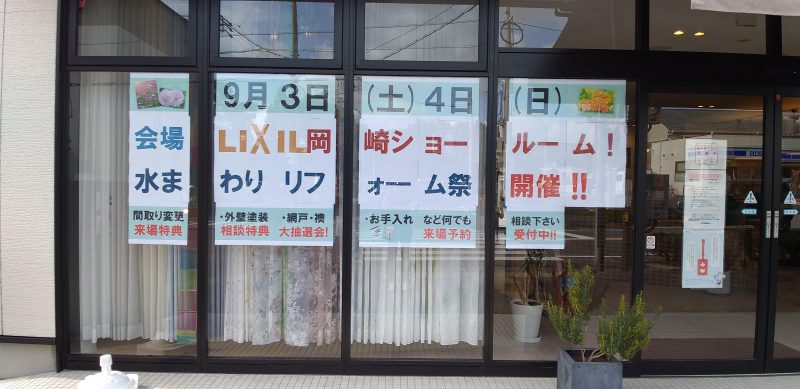 9月3日(土)4日(日)
会場 LiXIL岡崎ショールーム!
水まわりリフォーム祭 開催!!
間取り変更・外壁塗装・網戸・襖・お手入れなど何でも相談下さい
来場特典 相談特典 大抽選会! 来場予約受付中!!